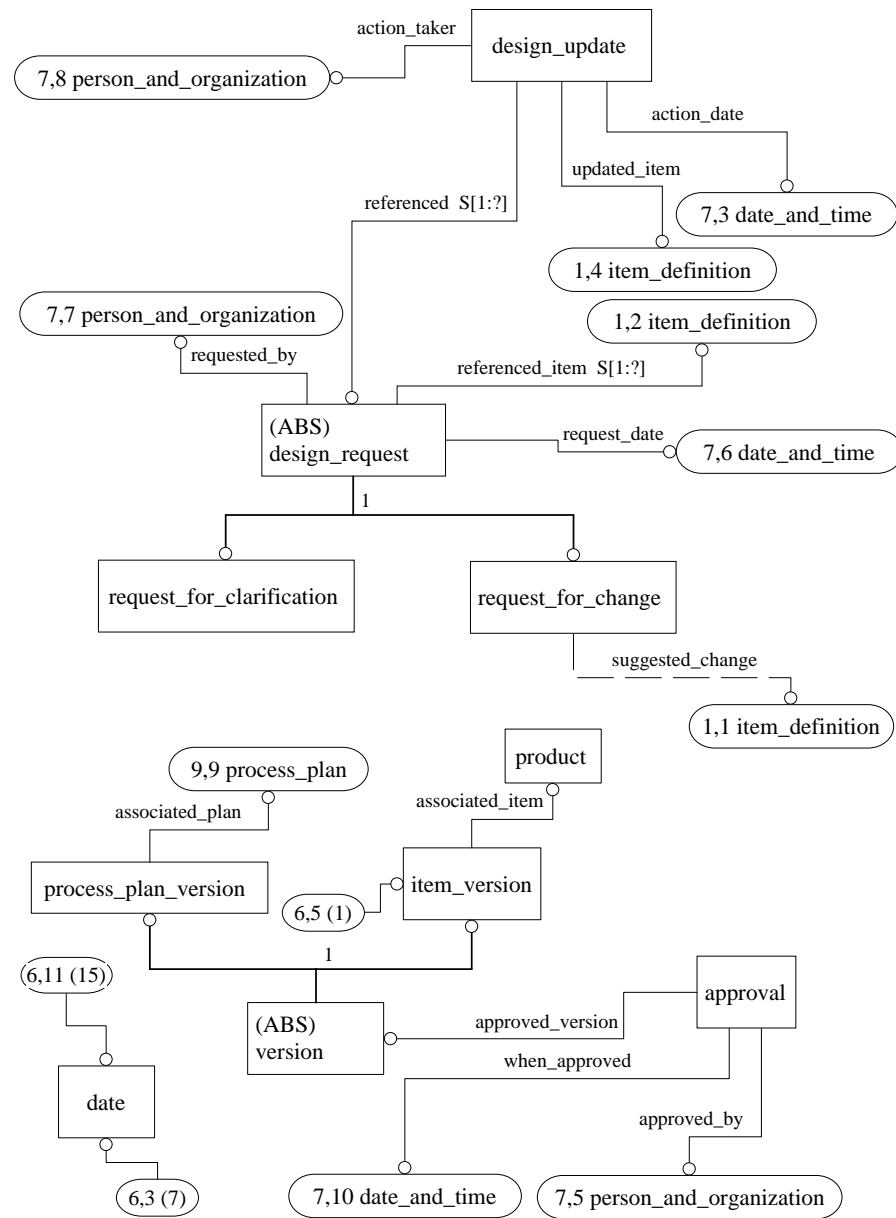 action_taker
design_update
7,8 person_and_organization
action_date
updated_item
referenced S[1:?]
7,3 date_and_time
1,4 item_definition
7,7 person_and_organization
1,2 item_definition
requested_by
referenced_item S[1:?]
(ABS)
design_request
request_date
7,6 date_and_time
1
request_for_clarification
request_for_change
suggested_change
1,1 item_definition
product
9,9 process_plan
associated_plan
associated_item
process_plan_version
item_version
6,5 (1)
1
6,11 (15)
approval
(ABS)
version
approved_version
when_approved
date
approved_by
6,3 (7)
7,10 date_and_time
7,5 person_and_organization